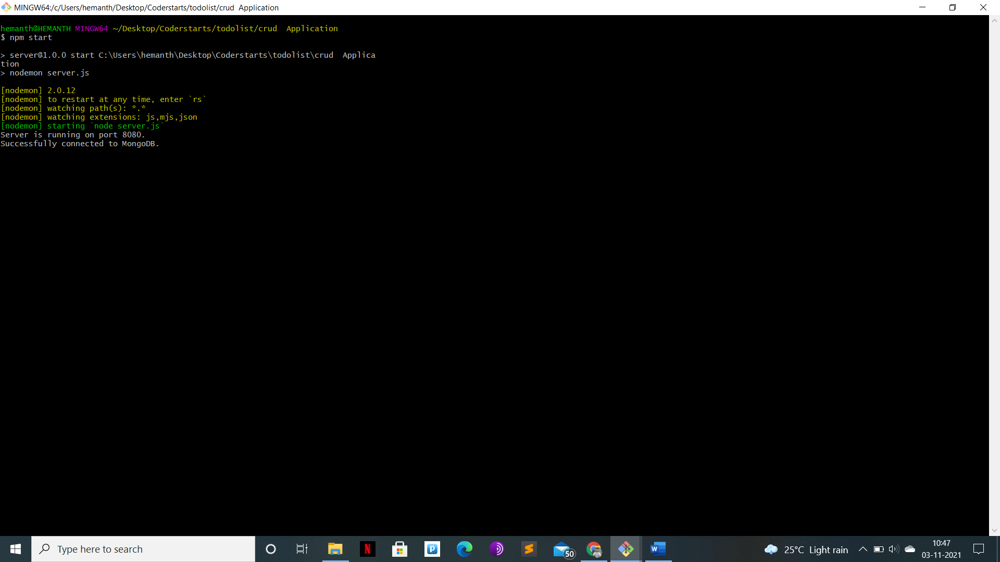 MINGW64:/c/Users/hemanth/Desktop/Coderstarts/todolist/crud  Application
hemanth@HEMANTH MINGW64 ~/Desktop/Coderstarts/todolist/crud  Application
$ npm start
> server@1.0.0 start C:\Users\hemanth\Desktop\Coderstarts\todolist\crud  Applica
tion
> nodemon server.js
[nodemon] 2.0.12
[nodemon] to restart at any time, enter `rs`
[nodemon] watching path(s): *.*
[nodemon] watching extensions: js,mjs,json
[nodemon] starting `node server.js`
Server is running on port 8080.
Successfully connected to MongoDB.
Type here to search
N
P
S
50
W
25°C Light rain
10:47
03-11-2021